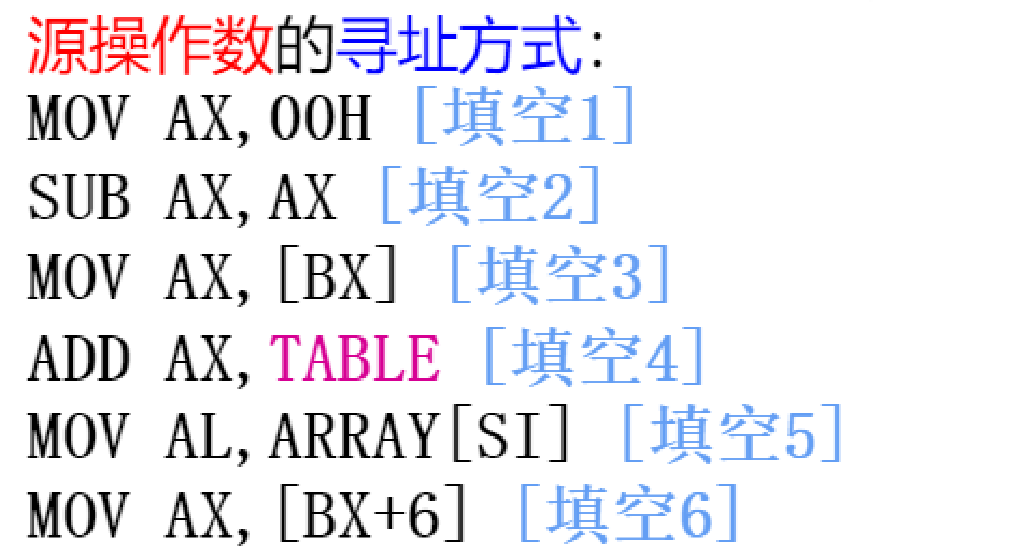 源操作数的寻址方式:
MOV AX,00H [填空1]
SUB AX,AX [填空2]
MOV AX,[BX] [填空3]
ADD AX,TABLE [填空4]
MOV AL,ARRAY[SI] [填空5]
MOV AX,[BX+6] [填空6]